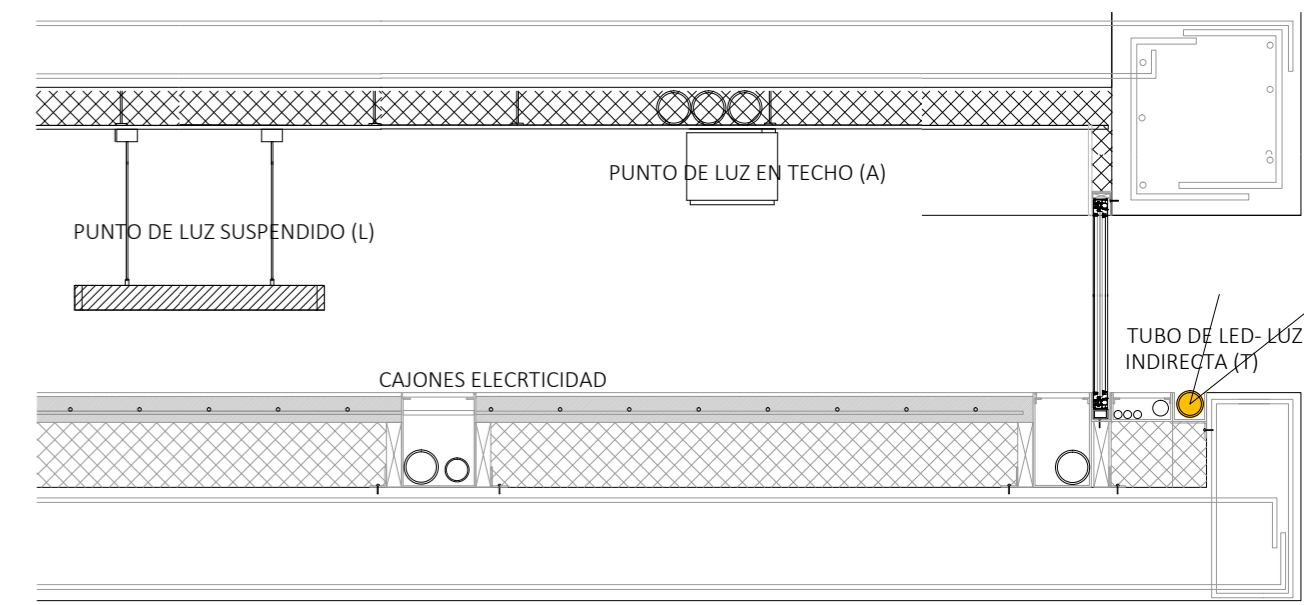 PUNTO DE LUZ EN TECHO (A)
PUNTO DE LUZ SUSPENDIDO (L)
TUBO DE LED- LUZ
INDIRECTA (T)
CAJONES ELECRTICIDAD